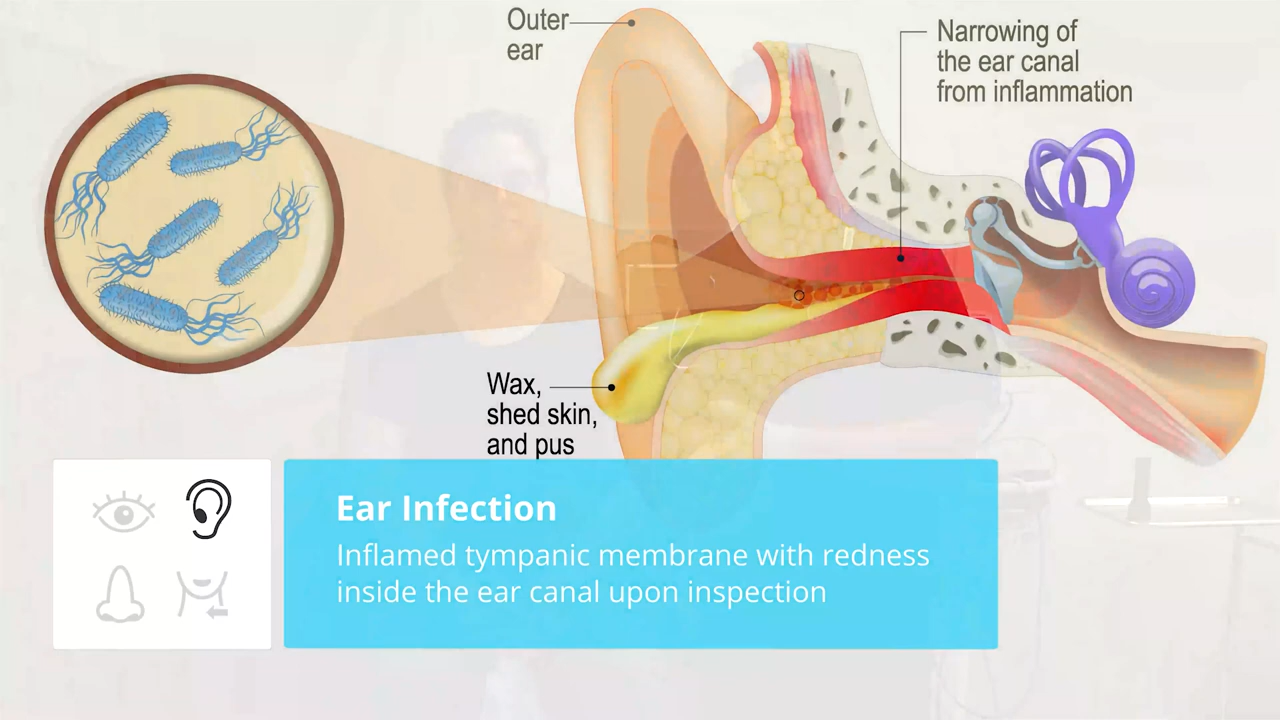 Outer
ear
Narrowing of
the ear canal
from inflammation
Wax,
shed skin,
and pus
Ear Infection
Inflamed tympanic membrane with redness
inside the ear canal upon inspection